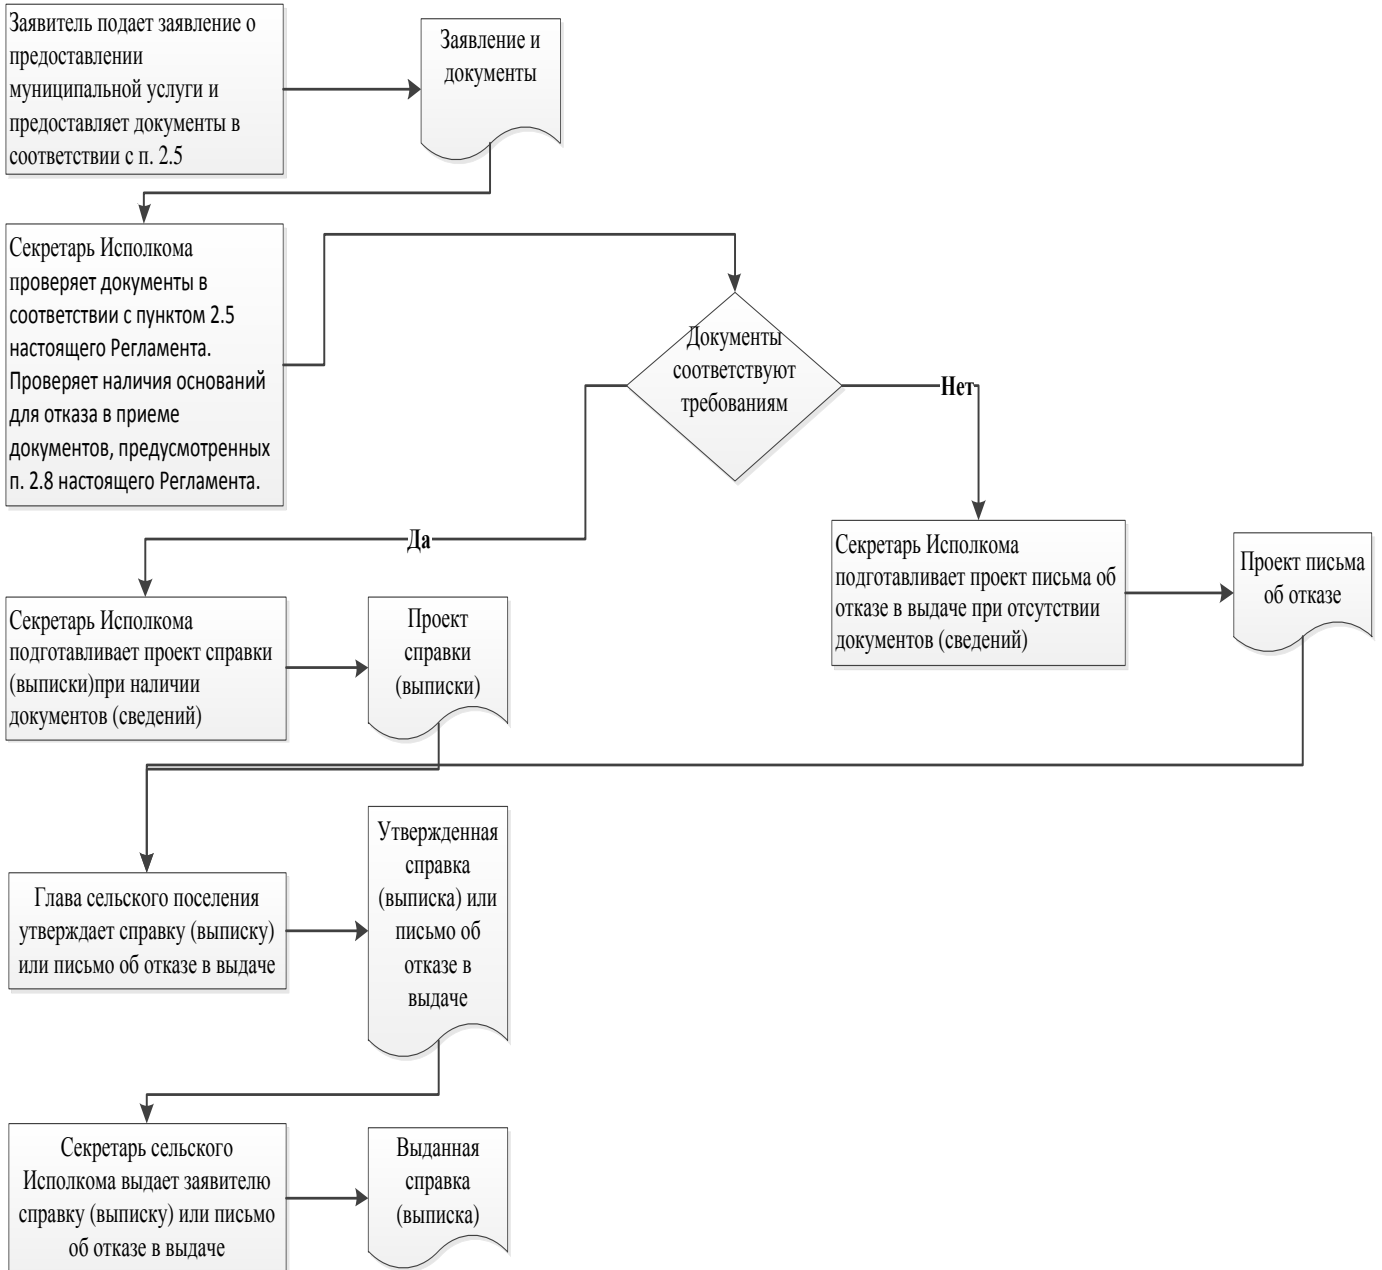 Заявитель подает заявление о
предоставлении
муниципальной услуги и
предоставляет документы в
соответствии с п. 2.5
Заявление и
документы
Секретарь Исполкома
проверяет документы в
соответствии с пунктом 2.5
настоящего Регламента.
Проверяет наличия оснований
для отказа в приеме
документов, предусмотренных
п. 2.8 настоящего Регламента.
Документы
соответствуют
требованиям
Нет
Да
Секретарь Исполкома
подготавливает проект письма об
отказе в выдаче при отсутствии
документов (сведений)
Проект письма
об отказе
Секретарь Исполкома
подготавливает проект справки
(выписки)при наличии
документов (сведений)
Проект
справки
(выписки)
Глава сельского поселения
утверждает справку (выписку)
или письмо об отказе в выдаче
Утвержденная
справка
(выписка) или
письмо об
отказе в
выдаче
Секретарь сельского
Исполкома выдает заявителю
справку (выписку) или письмо
об отказе в выдаче
Выданная
справка
(выписка)